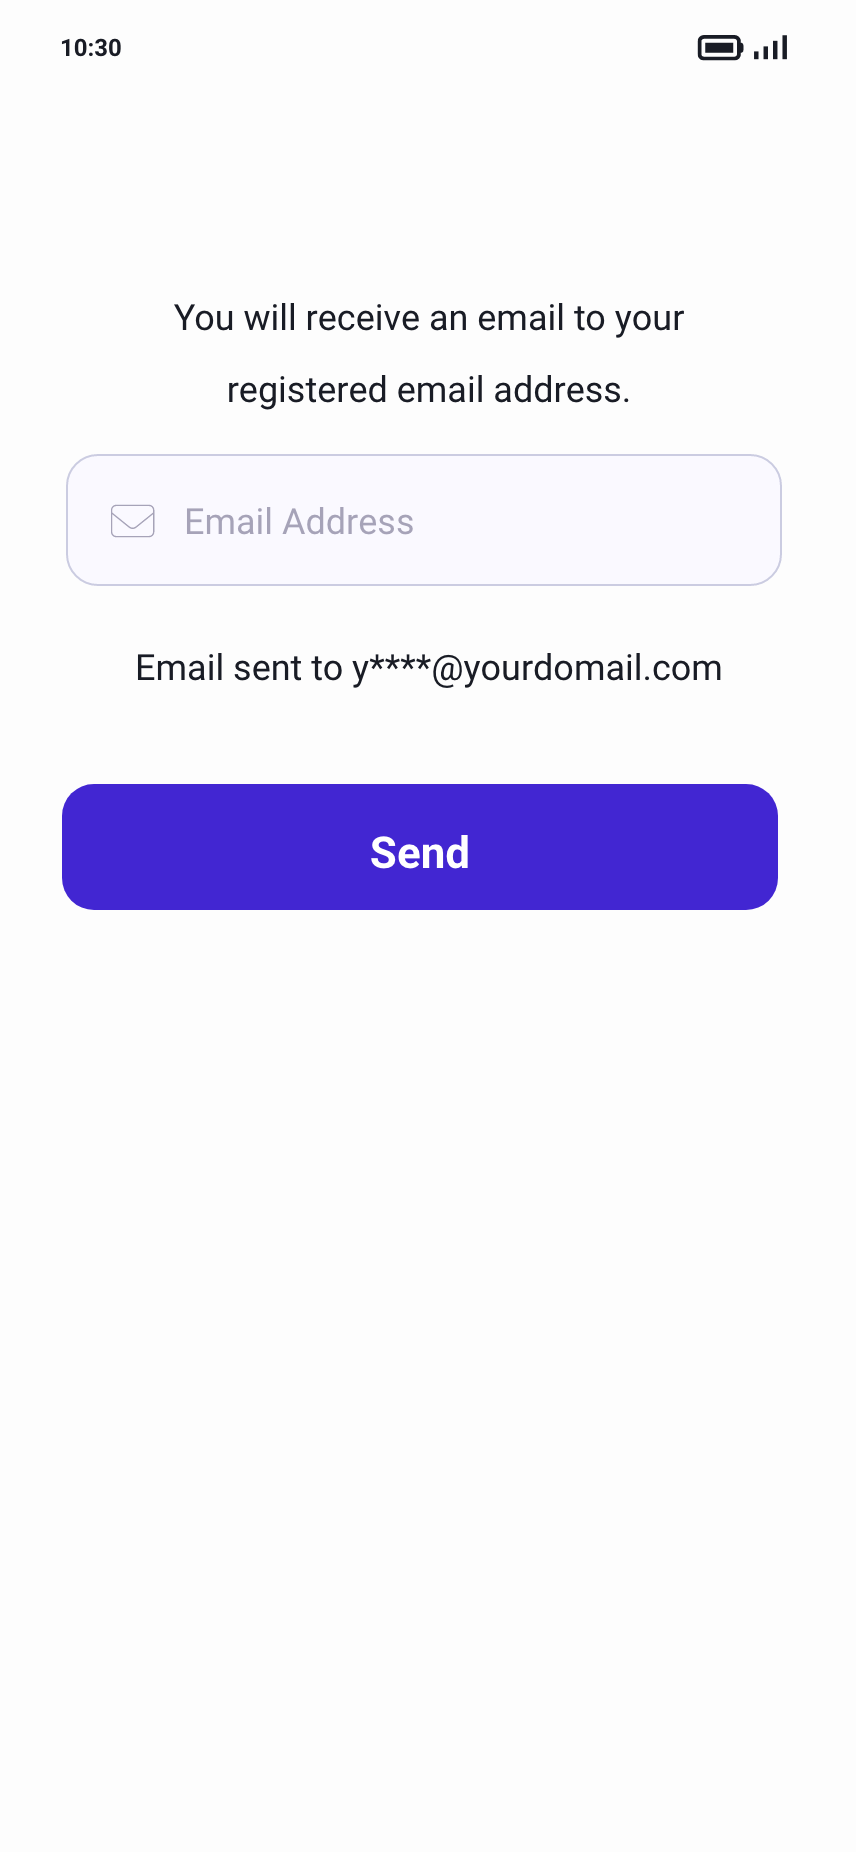 10:30
You will receive an email to your
registered email address.
Email Address
Email sent to y****@yourdomail.com
Send